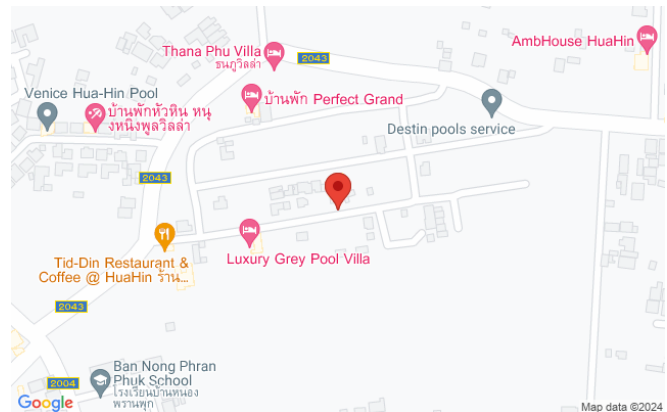 Thana Phu Villa
ธนภูวิลล่า
2043
AmbHouse HuaHin
Venice Hua-Hin Pool
บ้านพัก Perfect Grand
บ้านพักหัวหิน หนุ
งหนิงพูลวิลล่า
Destin pools service
2043
Tid-Din Restaurant &
Coffee @ HuaHin ร้าน...
Luxury Grey Pool Villa
2043
2004
Ban Nong Phran
Phuk School
โรงเรียนบ้านหนอง
พรานพุก
Google
Map data ©2024